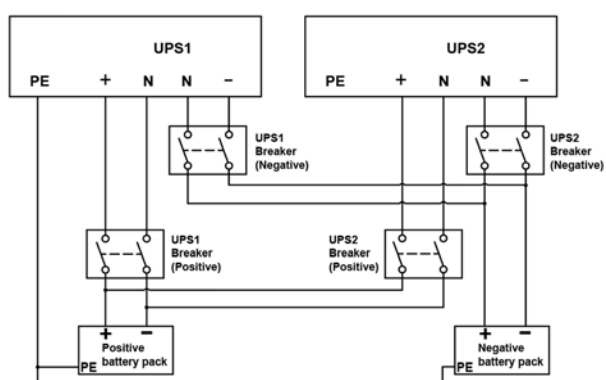 UPS1
UPS2
PE + N N −
PE + N N −
UPS1
Breaker
(Negative)
UPS2
Breaker
(Negative)
UPS1
Breaker
(Positive)
UPS2
Breaker
(Positive)
+ −
Positive
battery pack
PE
+ −
Negative
battery pack
PE